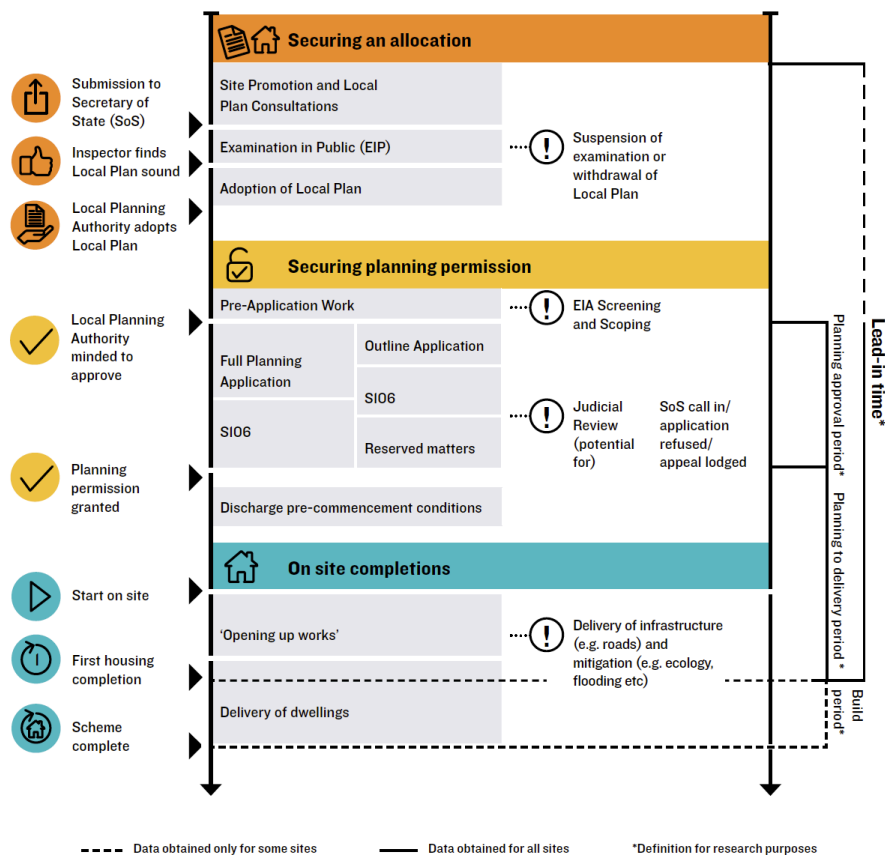 Securing an allocation
Submission to
Secretary of
State (SoS)
Site Promotion and Local
Plan Consultations
Inspector finds
Local Plan sound
Examination in Public (EIP)
Suspension of
examination or
withdrawal of
Local Plan
Adoption of Local Plan
Local Planning
Authority adopts
Local Plan
Securing planning permission
Pre-Application Work
EIA Screening
and Scoping
Local Planning
Authority
minded to
approve
Full Planning
Application
Outline Application
S106
S106
Reserved matters
Judicial
Review
(potential
for)
SoS call in/
application
refused/
appeal lodged
Planning
permission
granted
Discharge pre-commencement conditions
On site completions
Start on site
'Opening up works'
Delivery of infrastructure
(e.g. roads) and
mitigation (e.g. ecology,
flooding etc)
First housing
completion
Delivery of dwellings
Scheme
complete
Lead-in time*
Planning approval period*
Planning to delivery period*
Build
period*
Data obtained only for some sites
Data obtained for all sites
*Definition for research purposes